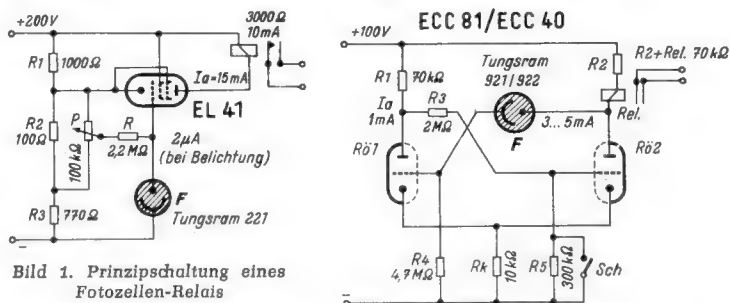 +200V
3000Ω
10mA
R1
1000Ω
Ia=15mA
EL 41
R2
100Ω
P
R
2,2MΩ
100kΩ
2µA
(bei Belichtung)
F
R3
770Ω
Tungsram 221
–
Bild 1. Prinzipschaltung eines
Fotozellen-Relais
ECC 81/ECC 40
+100V
R1
70kΩ
Tungsram
921/922
R2
R2+Rel. 70kΩ
Ia
1mA
R3
2MΩ
F
3...5mA
Rel.
Rö1
Rö2
R4
4,7MΩ
Rk
10kΩ
R5
300kΩ
Sch
–